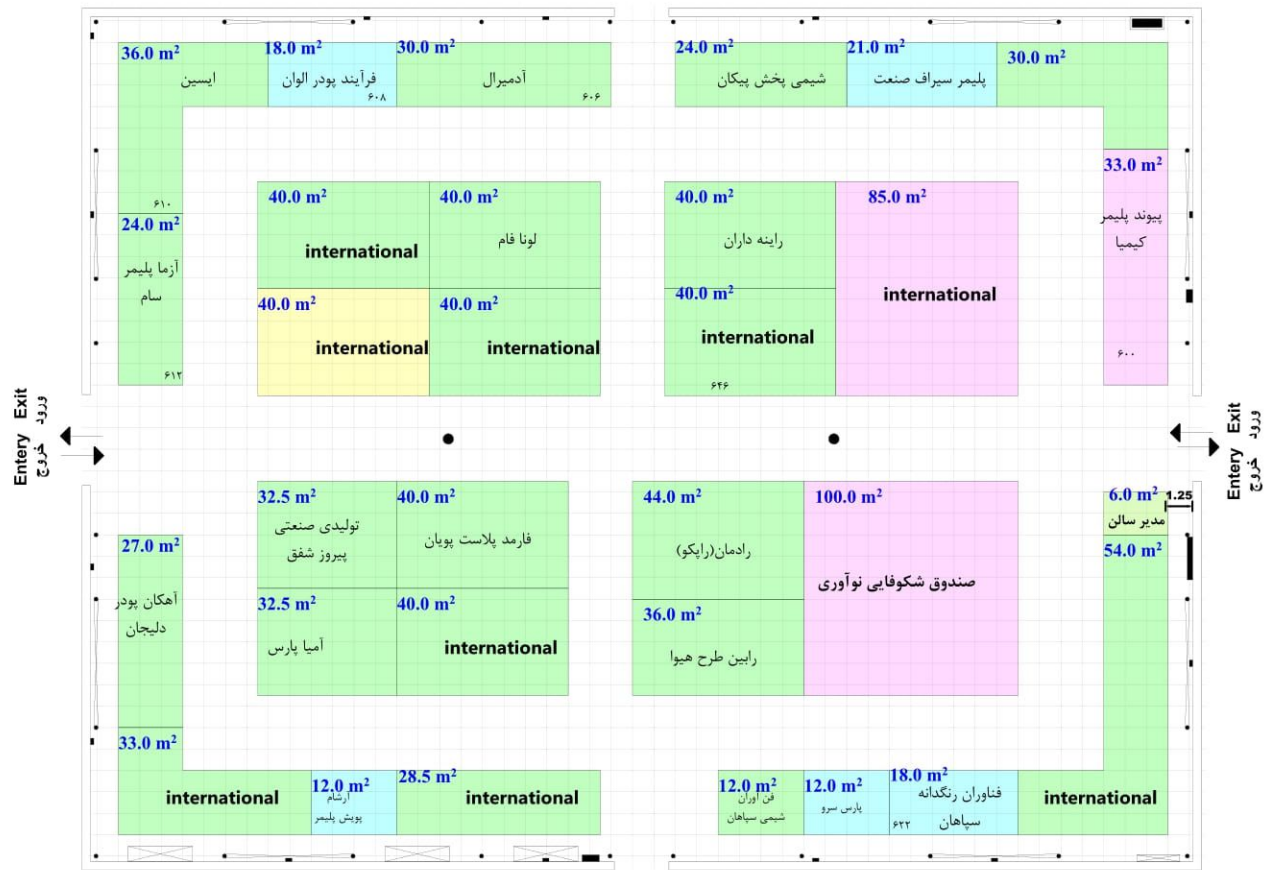 36.0 m²
ایسین
۶۱۰
18.0 m²
فرآیند پودر الوان
۶۰۸
30.0 m²
آدمیرال
۶۰۶
24.0 m²
شیمی پخش پیکان
21.0 m²
پلیمر سیراف صنعت
30.0 m²
33.0 m²
پیوند پلیمر
کیمیا
۶۰۰
24.0 m²
آزما پلیمر
سام
۶۱۲
40.0 m²
international
40.0 m²
لونا فام
40.0 m²
international
40.0 m²
international
40.0 m²
راینه داران
40.0 m²
international
۶۴۶
85.0 m²
international
Entery Exit
ورود خروج
Entery Exit
ورود خروج
32.5 m²
تولیدی صنعتی
پیروز شفق
40.0 m²
فارمد پلاست پویان
32.5 m²
آمیا پارس
40.0 m²
international
44.0 m²
رادمان(راپکو)
36.0 m²
رابین طرح هیوا
100.0 m²
صندوق شکوفایی نوآوری
6.0 m²
مدیر سالن
1.25
54.0 m²
international
27.0 m²
آهکان پودر
دلیجان
33.0 m²
international
12.0 m²
آرشام
پویش پلیمر
28.5 m²
international
12.0 m²
فن آوران
شیمی سپاهان
12.0 m²
پارس سرو
18.0 m²
فناوران رنگدانه
سپاهان
۶۲۲